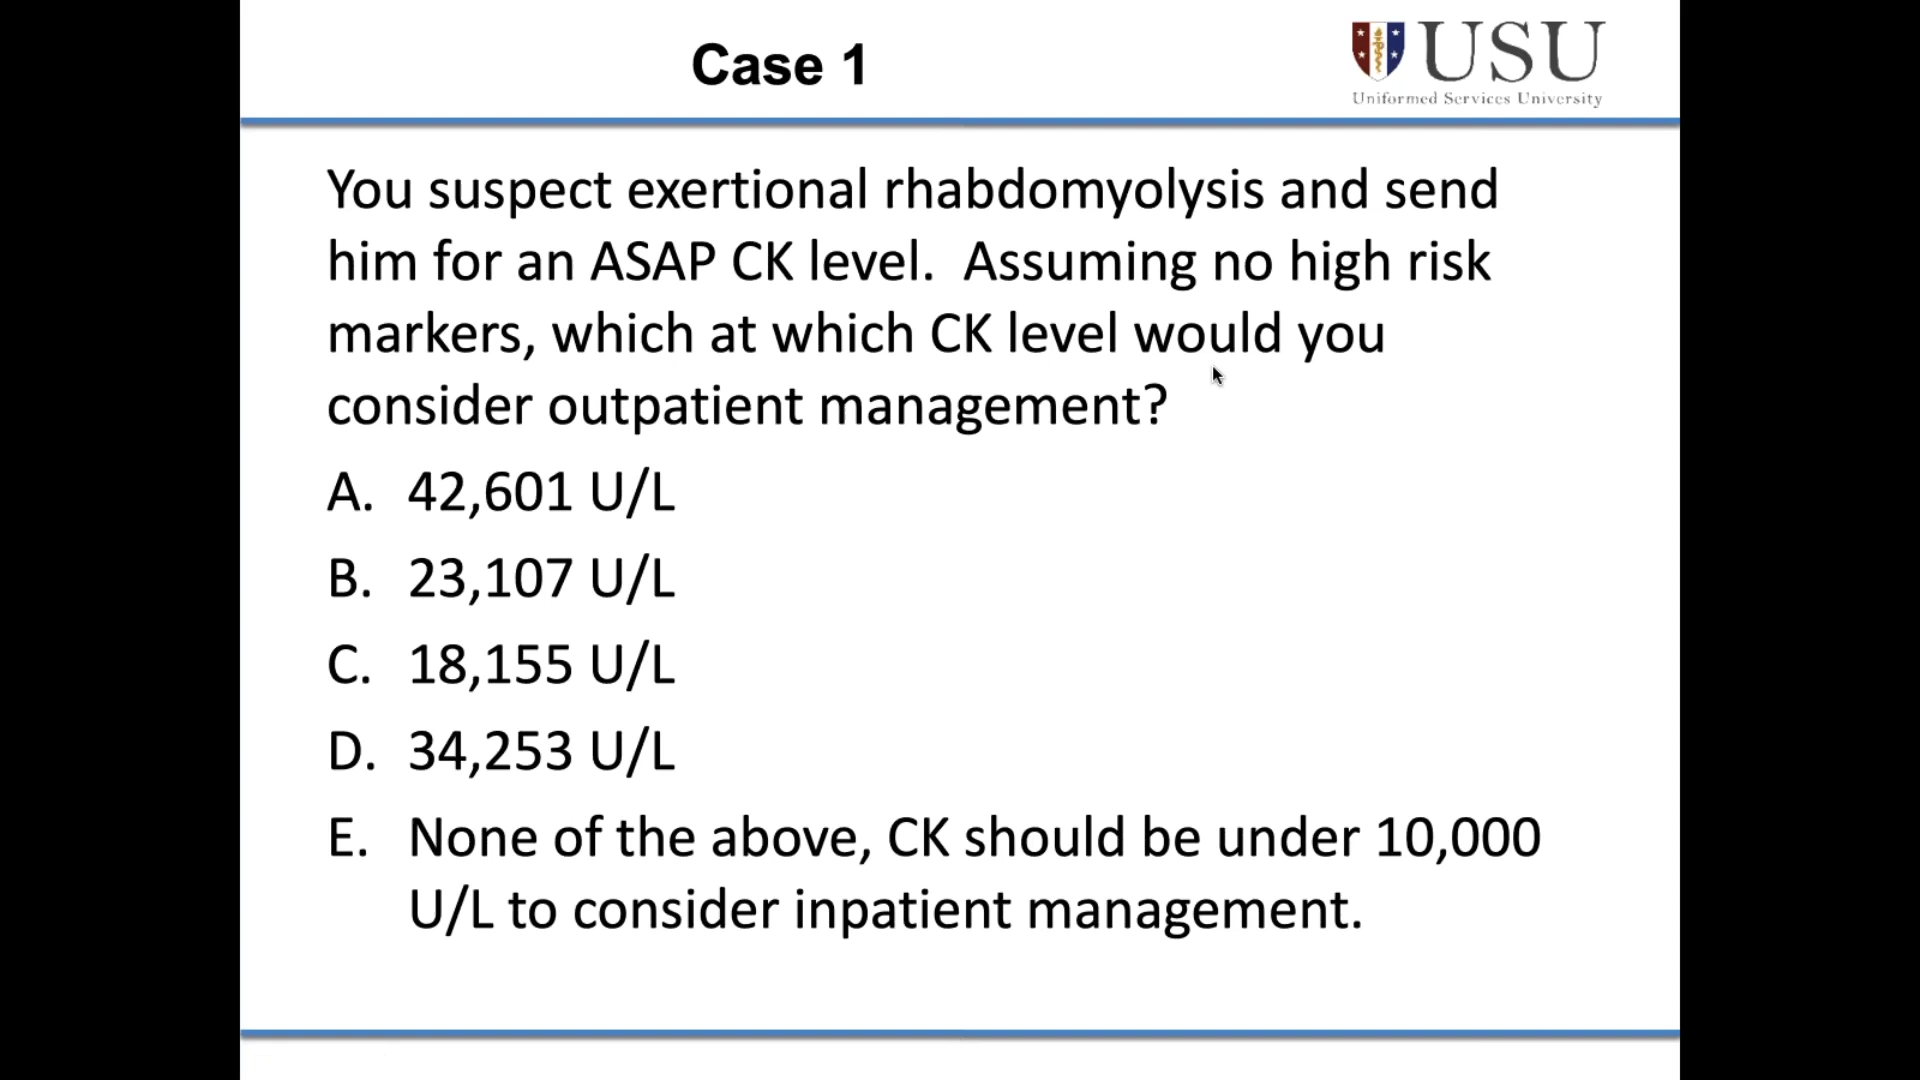 Case 1
USU
Uniformed Services University
You suspect exertional rhabdomyolysis and send
him for an ASAP CK level.  Assuming no high risk
markers, which at which CK level would you
consider outpatient management?
A. 42,601 U/L
B. 23,107 U/L
C. 18,155 U/L
D. 34,253 U/L
E. None of the above, CK should be under 10,000
U/L to consider inpatient management.